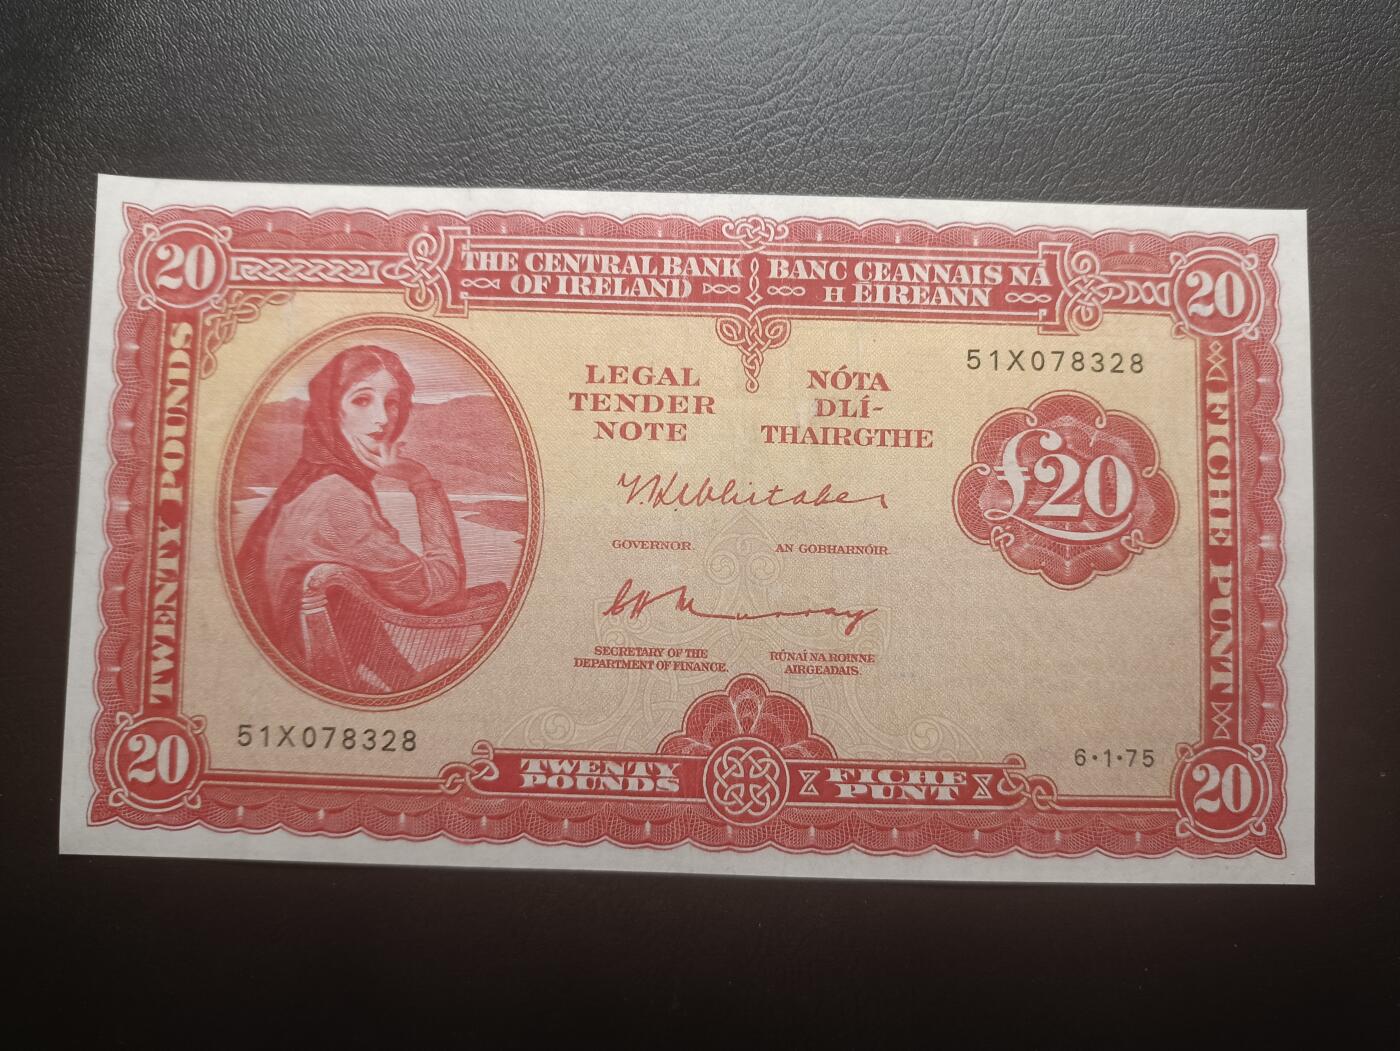 20
THE CENTRAL BANK
OF IRELAND
BANC CEANNAIS NA
H EIREANN
20
TWENTY POUNDS
LEGAL
TENDER
NOTE
NÓTA
DLÍ-
THAIRGTHE
51X078328
£20
FICHE PUNT
T.K.Whitaker
GOVERNOR.
AN GOBHARNÓIR.
C H Murray
SECRETARY OF THE
DEPARTMENT OF FINANCE.
RÚNAÍ NA ROINNE
AIRGEADAIS.
51X078328
6·1·75
20
TWENTY
POUNDS
FICHE
PUNT
20